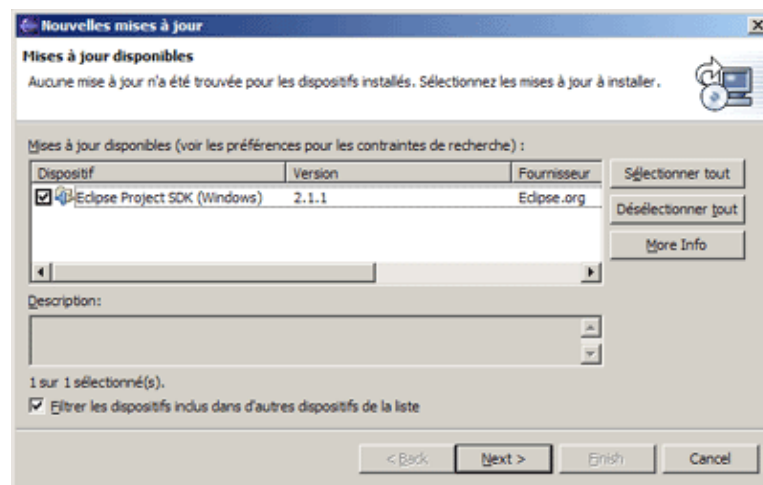 Nouvelles mises à jour
Mises à jour disponibles
Aucune mise à jour n'a été trouvée pour les dispositifs installés. Sélectionnez les mises à jour à installer.
Mises à jour disponibles (voir les préférences pour les contraintes de recherche) :
Dispositif Version Fournisseur
Eclipse Project SDK (Windows) 2.1.1 Eclipse.org
Sélectionner tout
Désélectionner tout
More Info
Description:
1 sur 1 sélectionné(s).
Filtrer les dispositifs inclus dans d'autres dispositifs de la liste
< Back Next > Finish Cancel